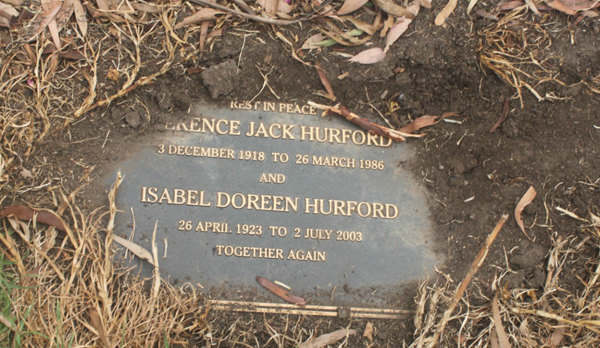 REST IN PEACE
ERENCE JACK HURFORD
3 DECEMBER 1918 TO 26 MARCH 1986
AND
ISABEL DOREEN HURFORD
26 APRIL 1923 TO 2 JULY 2003
TOGETHER AGAIN